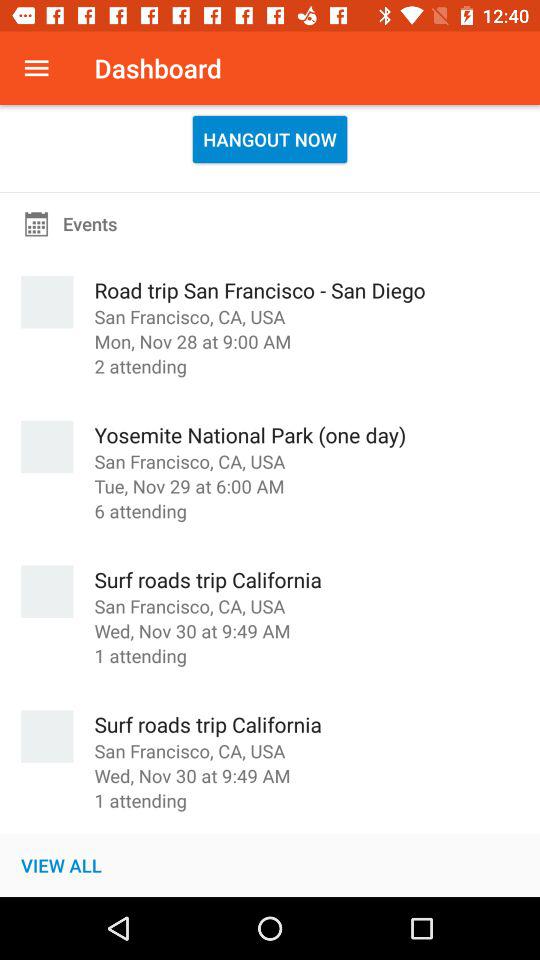 12:40
Dashboard
HANGOUT NOW
Events
Road trip San Francisco - San Diego
San Francisco, CA, USA
Mon, Nov 28 at 9:00 AM
2 attending
Yosemite National Park (one day)
San Francisco, CA, USA
Tue, Nov 29 at 6:00 AM
6 attending
Surf roads trip California
San Francisco, CA, USA
Wed, Nov 30 at 9:49 AM
1 attending
Surf roads trip California
San Francisco, CA, USA
Wed, Nov 30 at 9:49 AM
1 attending
VIEW ALL